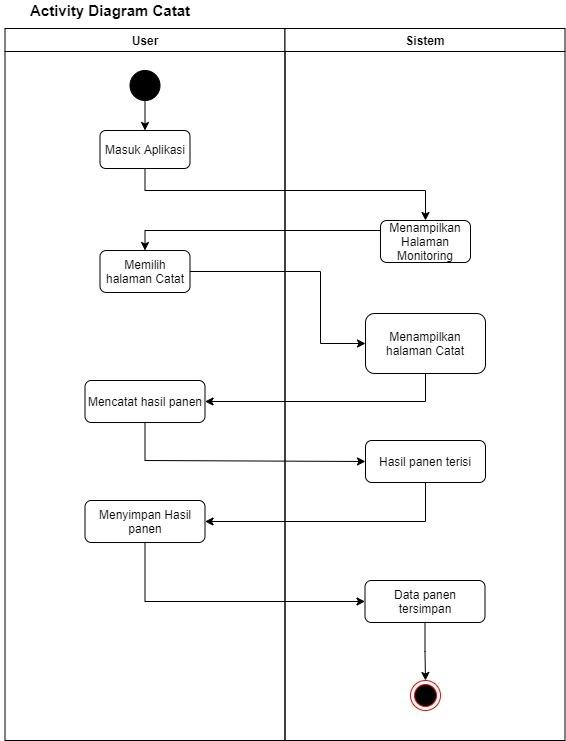 Activity Diagram Catat
User
Sistem
Masuk Aplikasi
Menampilkan
Halaman
Monitoring
Memilih
halaman Catat
Menampilkan
halaman Catat
Mencatat hasil panen
Hasil panen terisi
Menyimpan Hasil
panen
Data panen
tersimpan